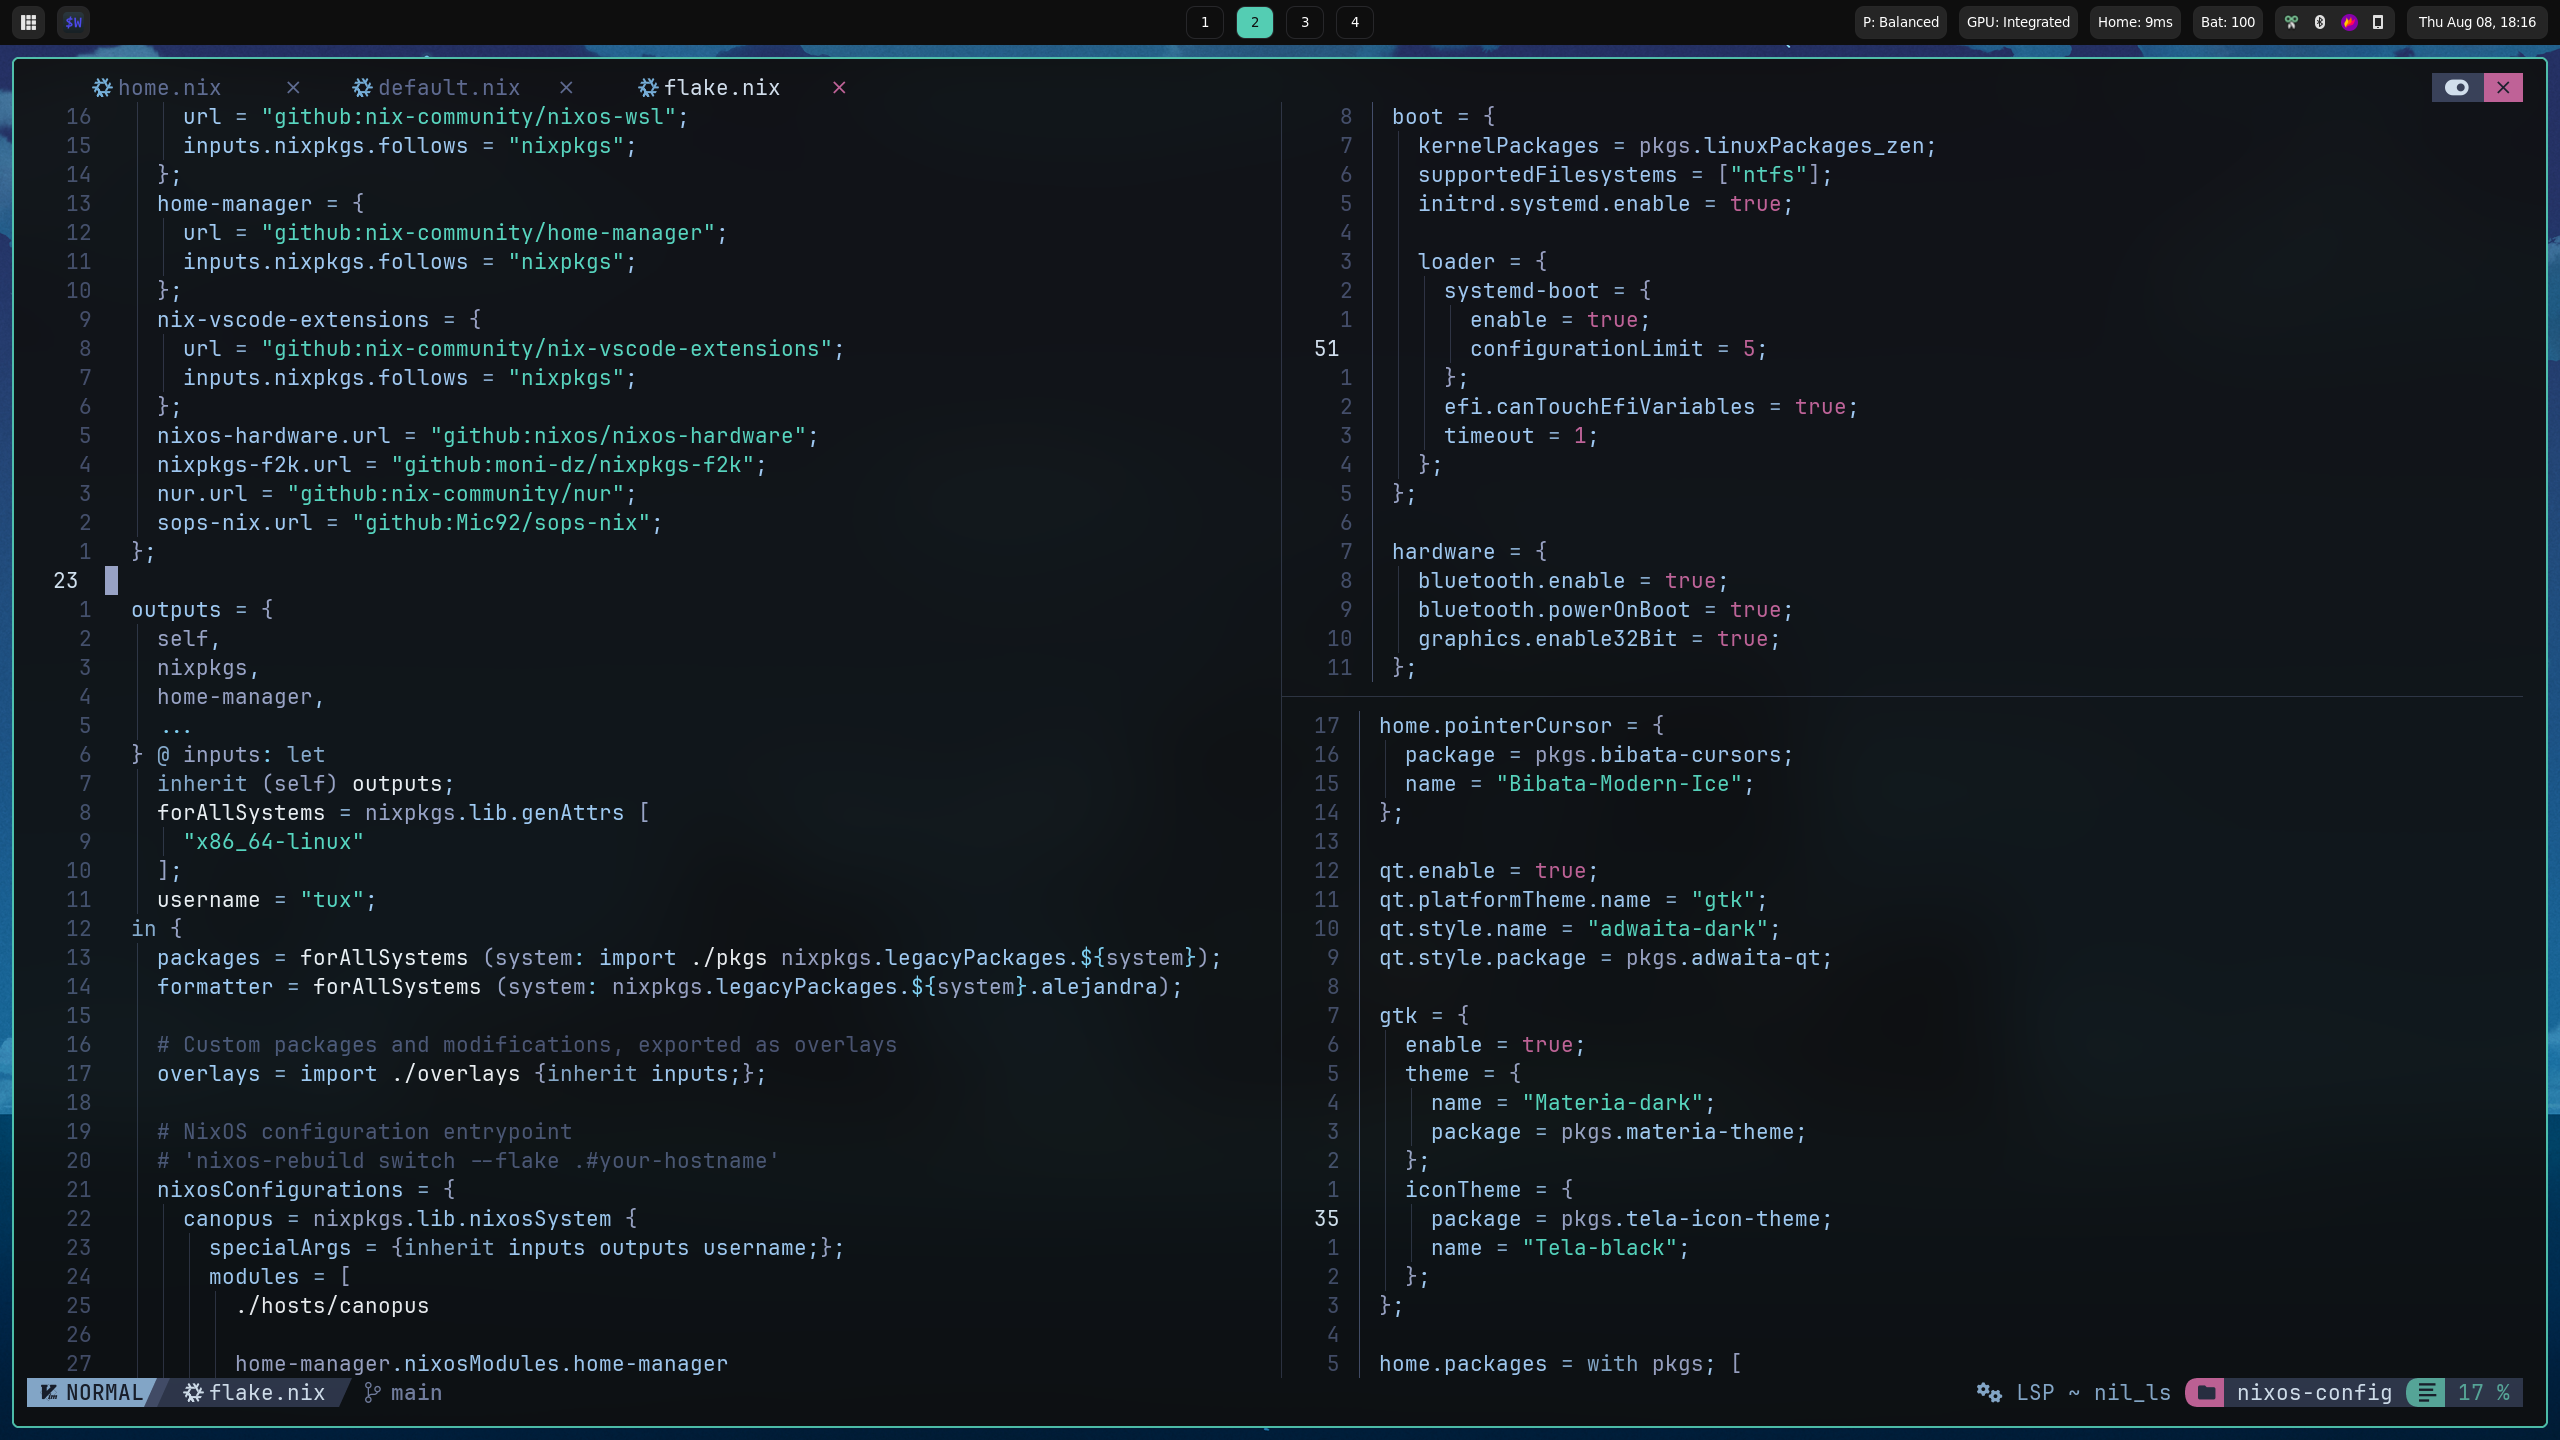 $W
1 2 3 4
P: Balanced GPU: Integrated Home: 9ms Bat: 100 Thu Aug 08, 18:16
home.nix × default.nix × flake.nix ×
16 url = "github:nix-community/nixos-wsl";
15 inputs.nixpkgs.follows = "nixpkgs";
14 };
13 home-manager = {
12 url = "github:nix-community/home-manager";
11 inputs.nixpkgs.follows = "nixpkgs";
10 };
9 nix-vscode-extensions = {
8 url = "github:nix-community/nix-vscode-extensions";
7 inputs.nixpkgs.follows = "nixpkgs";
6 };
5 nixos-hardware.url = "github:nixos/nixos-hardware";
4 nixpkgs-f2k.url = "github:moni-dz/nixpkgs-f2k";
3 nur.url = "github:nix-community/nur";
2 sops-nix.url = "github:Mic92/sops-nix";
1 };
23
1 outputs = {
2 self,
3 nixpkgs,
4 home-manager,
5 ...
6 } @ inputs: let
7 inherit (self) outputs;
8 forAllSystems = nixpkgs.lib.genAttrs [
9 "x86_64-linux"
10 ];
11 username = "tux";
12 in {
13 packages = forAllSystems (system: import ./pkgs nixpkgs.legacyPackages.${system});
14 formatter = forAllSystems (system: nixpkgs.legacyPackages.${system}.alejandra);
15
16 # Custom packages and modifications, exported as overlays
17 overlays = import ./overlays {inherit inputs;};
18
19 # NixOS configuration entrypoint
20 # 'nixos-rebuild switch --flake .#your-hostname'
21 nixosConfigurations = {
22 canopus = nixpkgs.lib.nixosSystem {
23 specialArgs = {inherit inputs outputs username;};
24 modules = [
25 ./hosts/canopus
26
27 home-manager.nixosModules.home-manager
8 boot = {
7 kernelPackages = pkgs.linuxPackages_zen;
6 supportedFilesystems = ["ntfs"];
5 initrd.systemd.enable = true;
4
3 loader = {
2 systemd-boot = {
1 enable = true;
51 configurationLimit = 5;
1 };
2 efi.canTouchEfiVariables = true;
3 timeout = 1;
4 };
5 };
6
7 hardware = {
8 bluetooth.enable = true;
9 bluetooth.powerOnBoot = true;
10 graphics.enable32Bit = true;
11 };
17 home.pointerCursor = {
16 package = pkgs.bibata-cursors;
15 name = "Bibata-Modern-Ice";
14 };
13
12 qt.enable = true;
11 qt.platformTheme.name = "gtk";
10 qt.style.name = "adwaita-dark";
9 qt.style.package = pkgs.adwaita-qt;
8
7 gtk = {
6 enable = true;
5 theme = {
4 name = "Materia-dark";
3 package = pkgs.materia-theme;
2 };
1 iconTheme = {
35 package = pkgs.tela-icon-theme;
1 name = "Tela-black";
2 };
3 };
4
5 home.packages = with pkgs; [
NORMAL flake.nix main LSP ~ nil_ls nixos-config 17 %